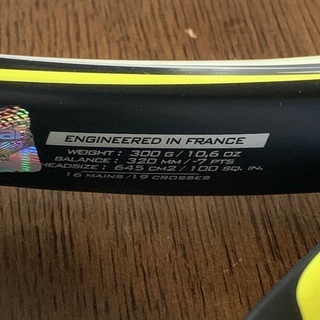 ENGINEERED IN FRANCE
WEIGHT : 300 G / 10,6 OZ
BALANCE : 320 MM / -7 PTS
HEADSIZE : 645 CM2 / 100 SQ. IN.
16 MAINS / 19 CROSSES